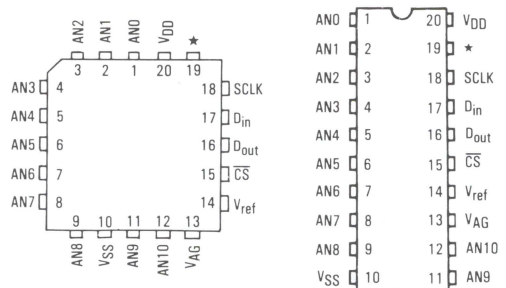 AN2 AN1 AN0 VDD ★
3 2 1 20 19
AN3 4 18 SCLK
AN4 5 17 Din
AN5 6 16 Dout
AN6 7 15 C̅S̅
AN7 8 14 Vref
9 10 11 12 13
AN8 VSS AN9 AN10 VAG
AN0 1 20 VDD
AN1 2 19 ★
AN2 3 18 SCLK
AN3 4 17 Din
AN4 5 16 Dout
AN5 6 15 C̅S̅
AN6 7 14 Vref
AN7 8 13 VAG
AN8 9 12 AN10
VSS 10 11 AN9